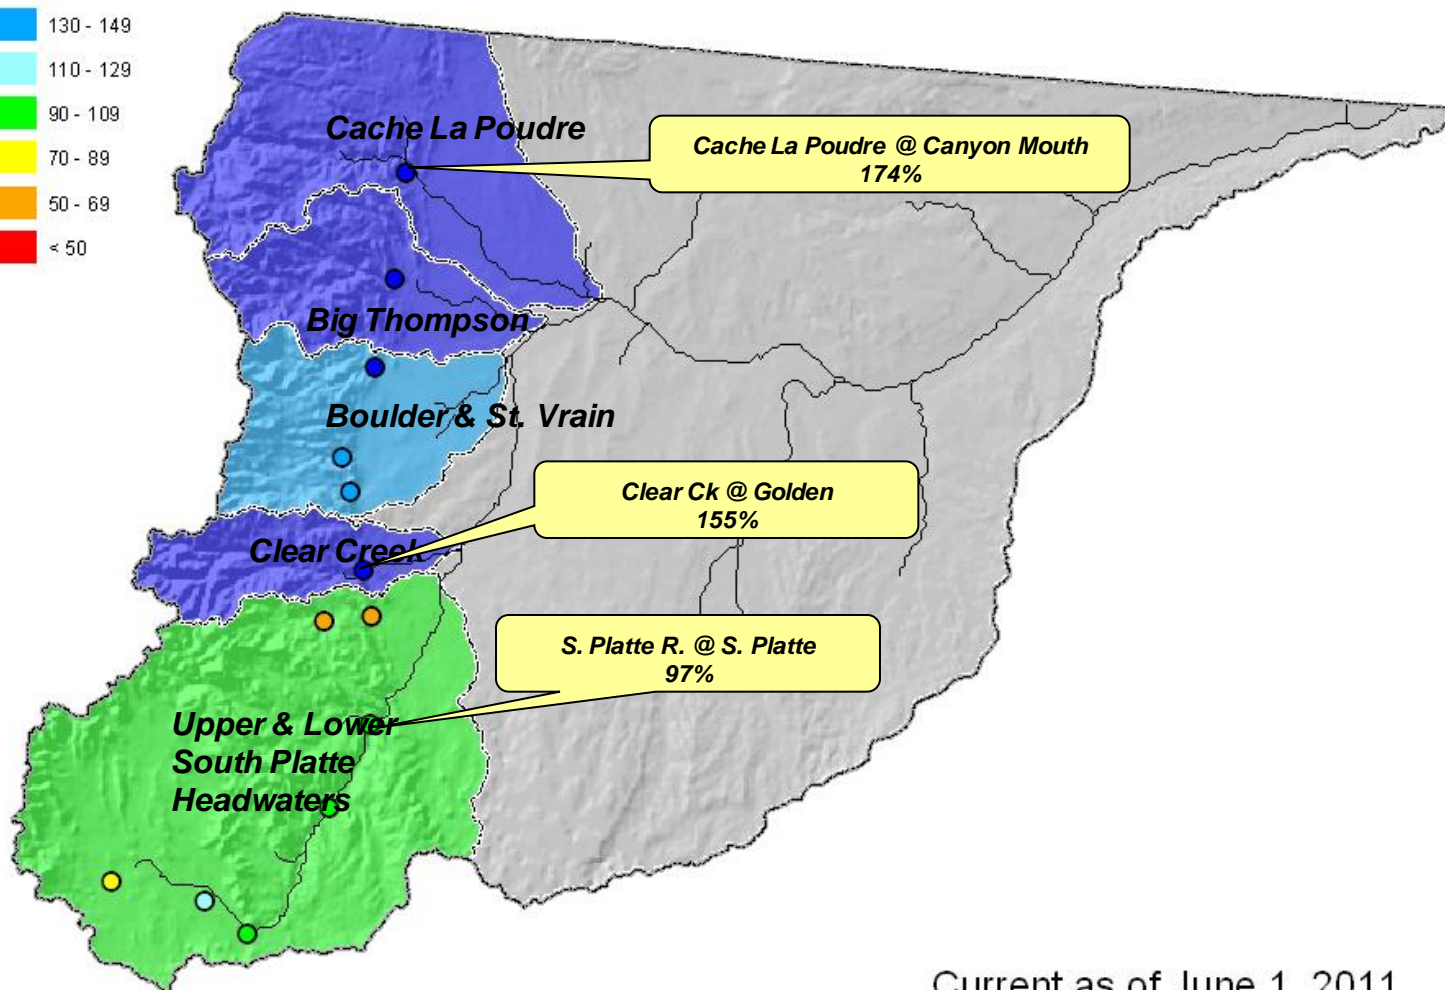 130 - 149
110 - 129
90 - 109
70 - 89
50 - 69
< 50
Cache La Poudre
Cache La Poudre @ Canyon Mouth
174%
Big Thompson
Boulder & St. Vrain
Clear Ck @ Golden
155%
Clear Creek
S. Platte R. @ S. Platte
97%
Upper & Lower
South Platte
Headwaters
Current as of June 1, 2011